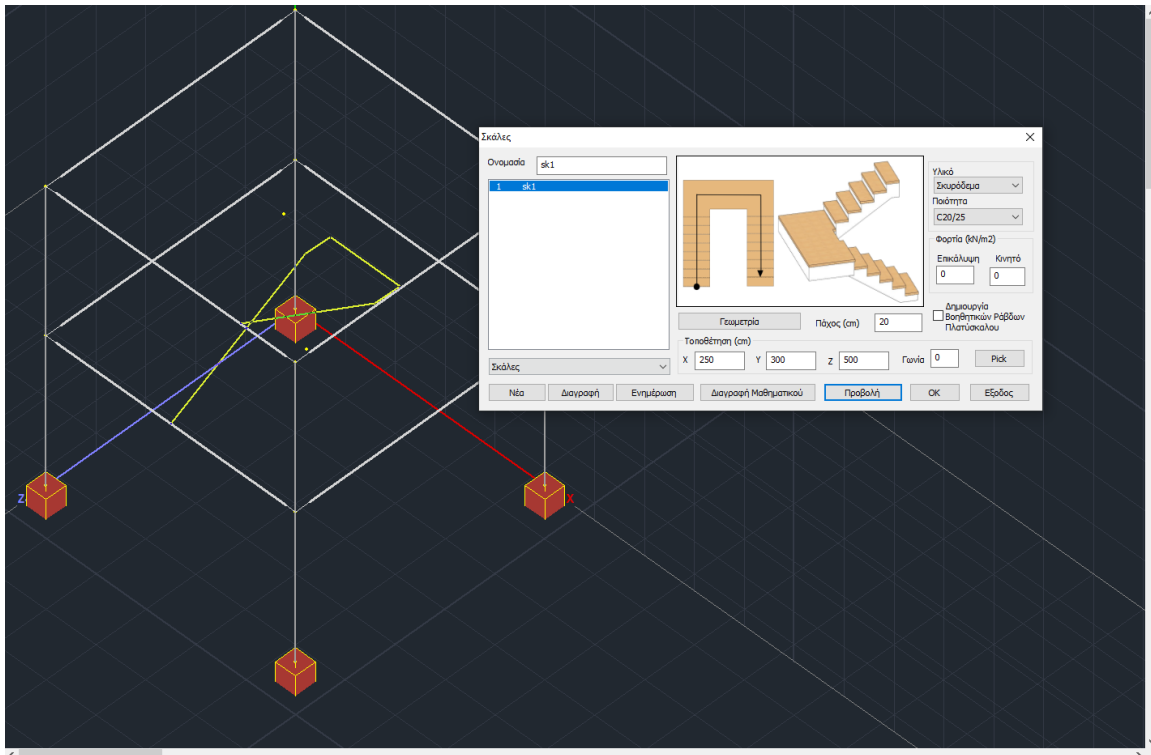 Σκάλες
Ονομασία sk1
1 sk1
Σκάλες
Γεωμετρία
Πάχος (cm) 20
Υλικό
Σκυρόδεμα
Ποιότητα
C20/25
Φορτία (kN/m2)
Επικάλυψη Κινητό
0 0
Δημιουργία
Βοηθητικών Ράβδων
Πλατύσκαλου
Τοποθέτηση (cm)
X 250 Y 300 Z 500 Γωνία 0 Pick
Νέα Διαγραφή Ενημέρωση Διαγραφή Μαθηματικού Προβολή OK Εξοδος
Z
X